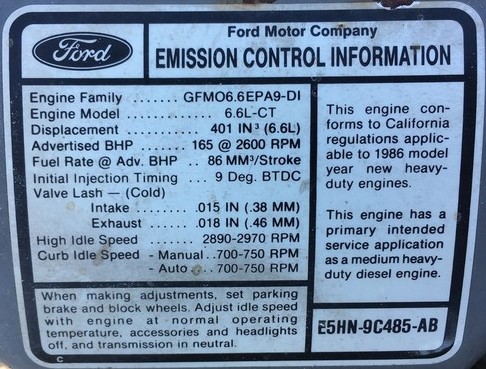 Ford
Ford Motor Company
EMISSION CONTROL INFORMATION
Engine Family ....... GFMO6.6EPA9-DI
Engine Model ............. 6.6L-CT
Displacement ........ 401 IN³ (6.6L)
Advertised BHP ..... 165 @ 2600 RPM
Fuel Rate @ Adv. BHP .. 86 MM³/Stroke
Initial Injection Timing ... 9 Deg. BTDC
Valve Lash — (Cold)
Intake ......... .015 IN (.38 MM)
Exhaust ........ .018 IN (.46 MM)
High Idle Speed ...... 2890-2970 RPM
Curb Idle Speed - Manual..700-750 RPM
- Auto ...700-750 RPM
When making adjustments, set parking
brake and block wheels. Adjust idle speed
with engine at normal operating
temperature, accessories and headlights
off, and transmission in neutral.
This engine con-
forms to California
regulations applic-
able to 1986 model
year new heavy-
duty engines.
This engine has a
primary intended
service application
as a medium heavy-
duty diesel engine.
E5HN-9C485-AB
C